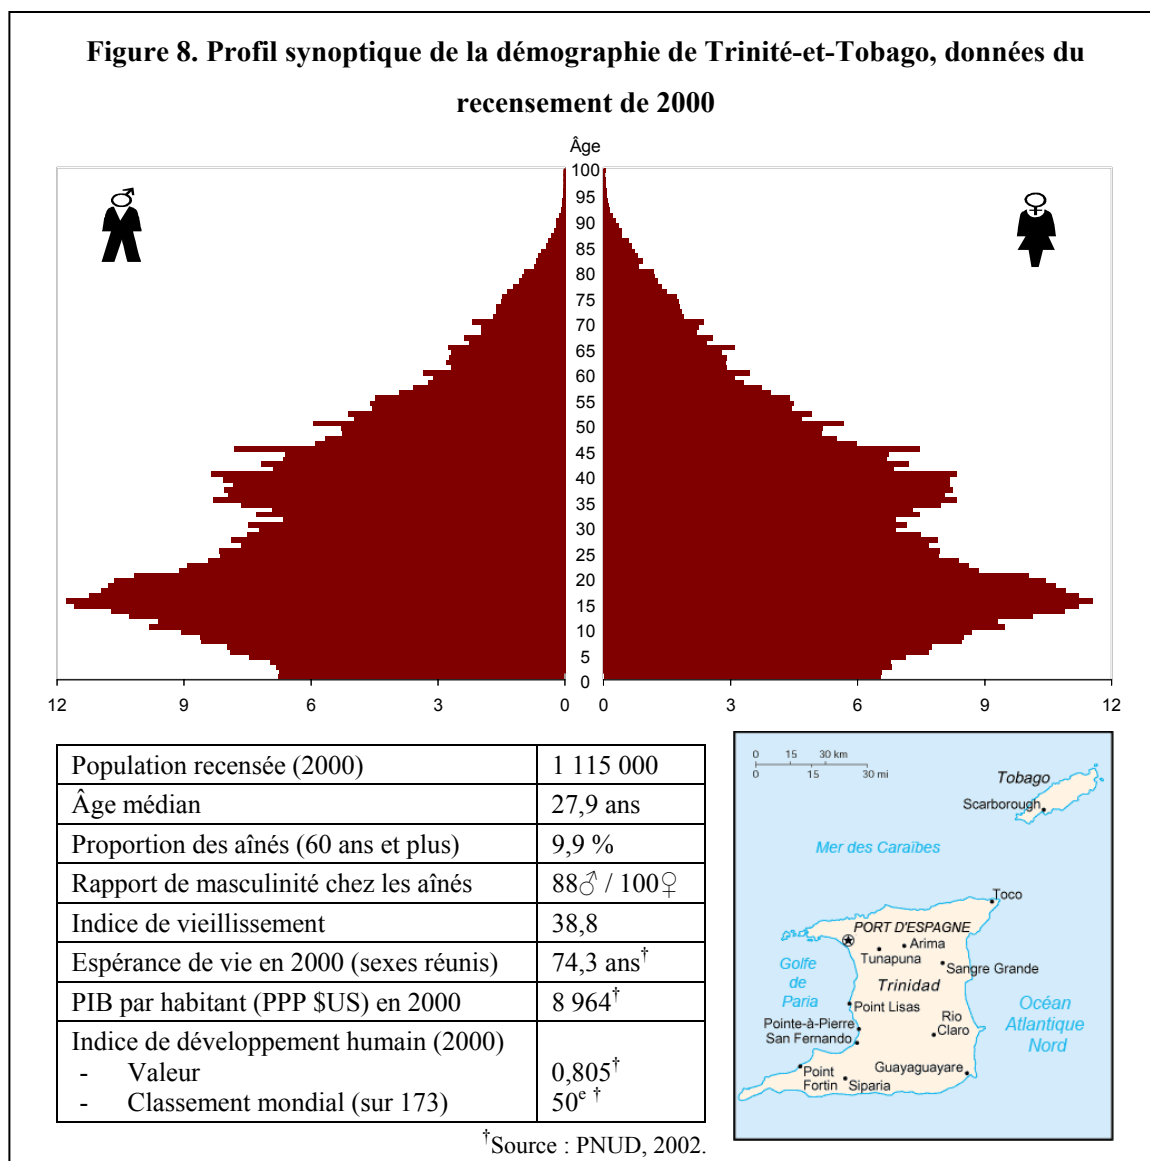 Figure 8. Profil synoptique de la démographie de Trinité-et-Tobago, données du
recensement de 2000
Âge
100
95
90
85
80
75
70
65
60
55
50
45
40
35
30
25
20
15
10
5
0
12 9 6 3 0 0 3 6 9 12
Population recensée (2000) 1 115 000
Âge médian 27,9 ans
Proportion des aînés (60 ans et plus) 9,9 %
Rapport de masculinité chez les aînés 88♂ / 100♀
Indice de vieillissement 38,8
Espérance de vie en 2000 (sexes réunis) 74,3 ans†
PIB par habitant (PPP $US) en 2000 8 964†
Indice de développement humain (2000)
- Valeur 0,805†
- Classement mondial (sur 173) 50e †
†Source : PNUD, 2002.
0 15 30 km
0 15 30 mi
Tobago
Scarborough
Mer des Caraïbes
Toco
PORT D'ESPAGNE
Arima
Tunapuna
Sangre Grande
Golfe
de
Paria
Trinidad
Point Lisas
Océan
Atlantique
Nord
Rio
Claro
Pointe-à-Pierre
San Fernando
Guayaguayare
Point
Fortin
Siparia